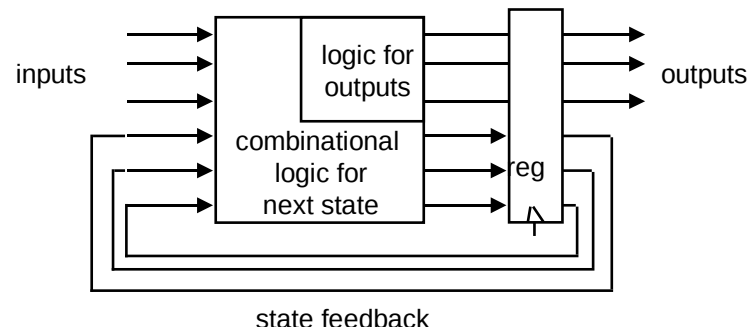 inputs
logic for
outputs
outputs
combinational
logic for
next state
reg
state feedback